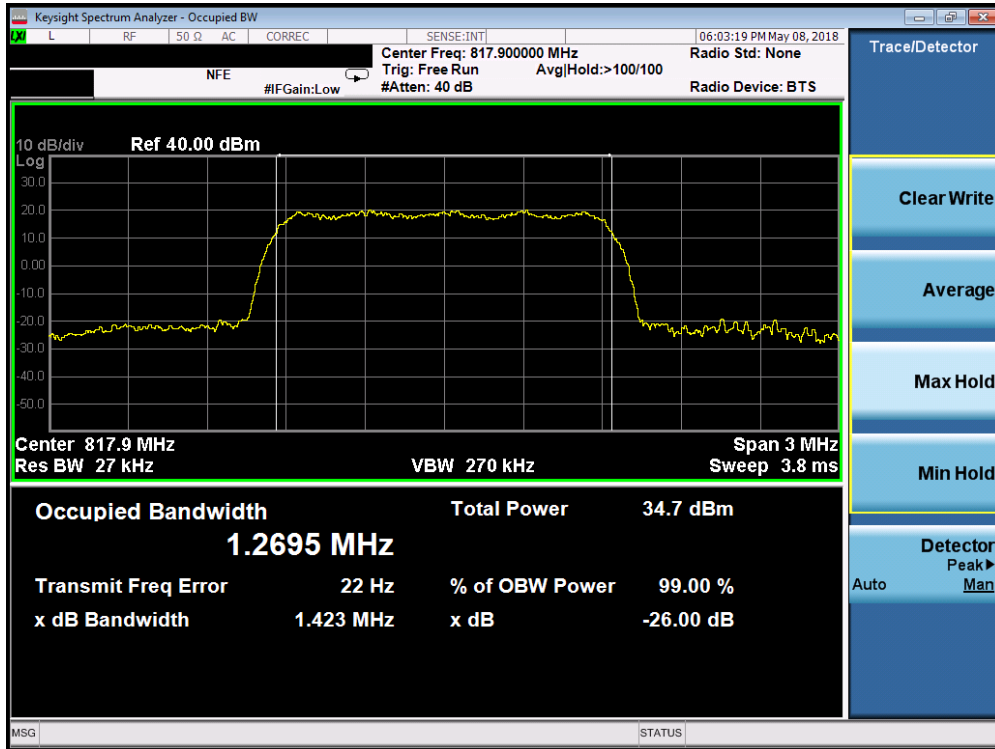 Keysight Spectrum Analyzer - Occupied BW
LXI L RF 50 Ω AC CORREC SENSE:INT 06:03:19 PM May 08, 2018
Center Freq: 817.900000 MHz Radio Std: None
NFE Trig: Free Run Avg|Hold:>100/100
#IFGain:Low #Atten: 40 dB Radio Device: BTS
Trace/Detector
10 dB/div Ref 40.00 dBm
Log
30.0
20.0
10.0
0.00
-10.0
-20.0
-30.0
-40.0
-50.0
Center 817.9 MHz Span 3 MHz
Res BW 27 kHz VBW 270 kHz Sweep 3.8 ms
Occupied Bandwidth Total Power 34.7 dBm
1.2695 MHz
Transmit Freq Error 22 Hz % of OBW Power 99.00 %
x dB Bandwidth 1.423 MHz x dB -26.00 dB
Clear Write
Average
Max Hold
Min Hold
Detector
Peak▶
Auto Man
MSG STATUS